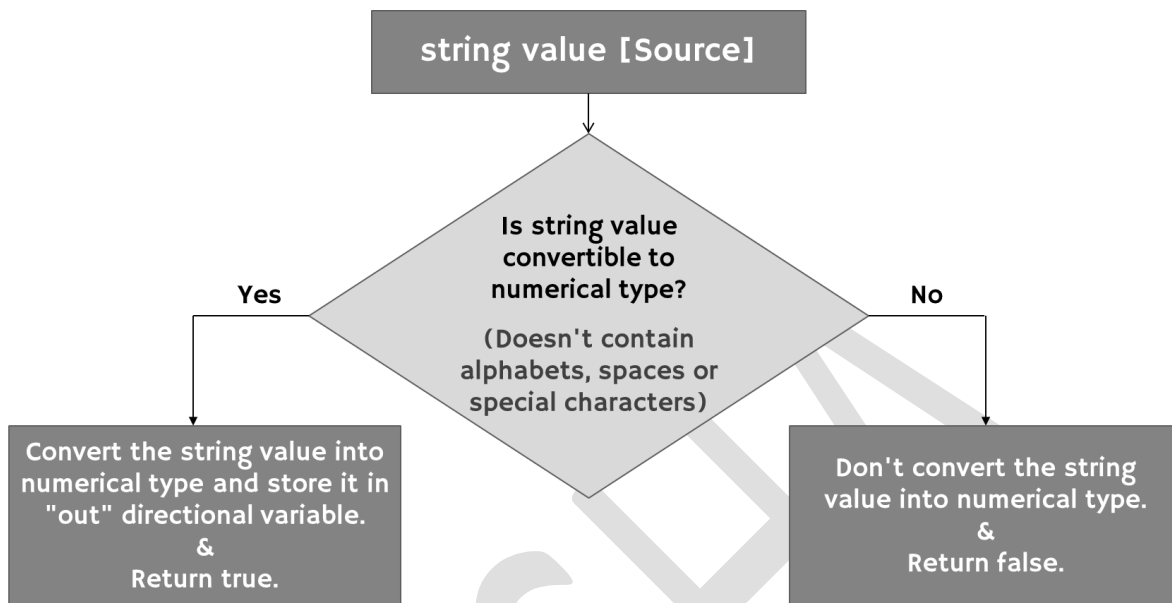 string value [Source]
Is string value
convertible to
numerical type?
(Doesn't contain
alphabets, spaces or
special characters)
Yes
No
Convert the string value into
numerical type and store it in
"out" directional variable.
&
Return true.
Don't convert the string
value into numerical type.
&
Return false.